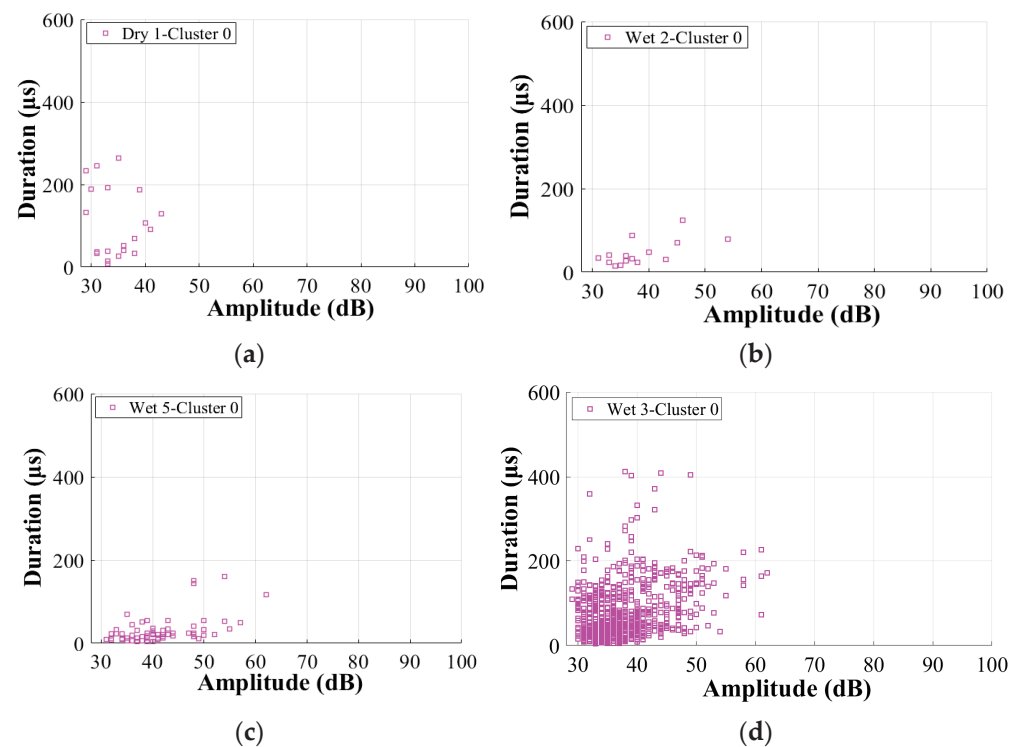 600
400
200
0
Duration (μs)
Dry 1-Cluster 0
30 40 50 60 70 80 90 100
Amplitude (dB)
(a)
600
400
200
0
Duration (μs)
Wet 2-Cluster 0
30 40 50 60 70 80 90 100
Amplitude (dB)
(b)
600
400
200
0
Duration (μs)
Wet 5-Cluster 0
30 40 50 60 70 80 90 100
Amplitude (dB)
(c)
600
400
200
0
Duration (μs)
Wet 3-Cluster 0
30 40 50 60 70 80 90 100
Amplitude (dB)
(d)